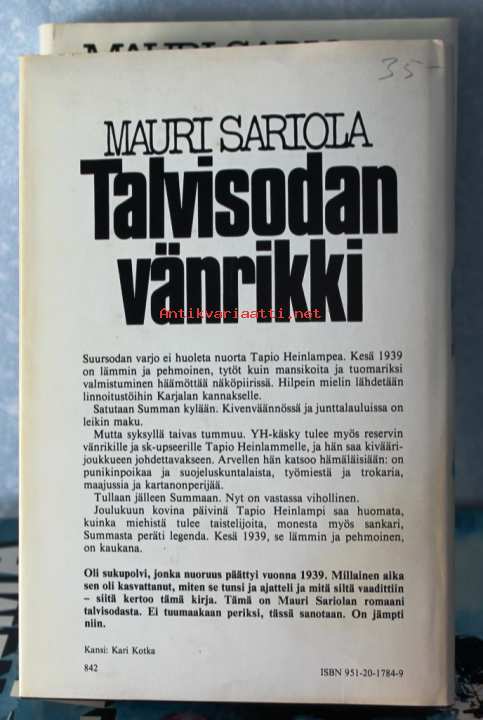 MAURI SARIOLA
35-
MAURI SARIOLA
Talvisodan
vänrikki
Antikvariaatti.net
Suursodan varjo ei huoleta nuorta Tapio Heinlampea. Kesä 1939
on lämmin ja pehmoinen, tytöt kuin mansikoita ja tuomariksi
valmistuminen häämöttää näköpiirissä. Hilpein mielin lähdetään
linnoitustöihin Karjalan kannakselle.
Satutaan Summan kylään. Kivenväännössä ja junttalauluissa on
leikin maku.
Mutta syksyllä taivas tummuu. YH-käsky tulee myös reservin
vänrikille ja sk-upseerille Tapio Heinlammelle, ja hän saa kivääri-
joukkueen johdettavakseen. Arvellen hän katsoo hämäläisiään: on
punikinpoikaa ja suojeluskuntalaista, työmiestä ja trokaria,
maajussia ja kartanonperijää.
Tullaan jälleen Summaan. Nyt on vastassa vihollinen.
Joulukuun kovina päivinä Tapio Heinlampi saa huomata,
kuinka miehistä tulee taistelijoita, monesta myös sankari,
Summasta peräti legenda. Kesä 1939, se lämmin ja pehmoinen,
on kaukana.
Oli sukupolvi, jonka nuoruus päättyi vuonna 1939. Millainen aika
sen oli kasvattanut, miten se tunsi ja ajatteli ja mitä siltä vaadittiin
– siitä kertoo tämä kirja. Tämä on Mauri Sariolan romaani
talvisodasta. Ei tuumaakaan periksi, tässä sanotaan. On jämpti
niin.
Kansi: Kari Kotka
842
ISBN 951-20-1784-9